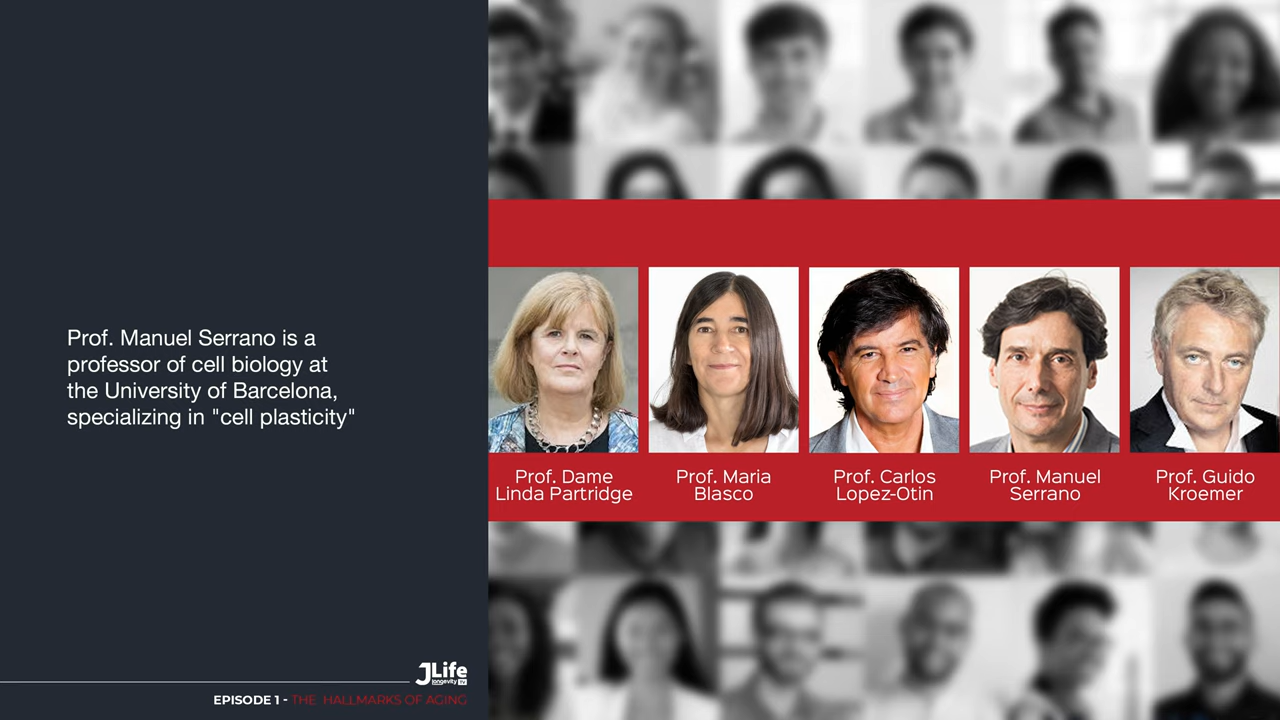 Prof. Manuel Serrano is a
professor of cell biology at
the University of Barcelona,
specializing in "cell plasticity"
Prof. Dame
Linda Partridge
Prof. Maria
Blasco
Prof. Carlos
Lopez-Otin
Prof. Manuel
Serrano
Prof. Guido
Kroemer
JLife
longevity TV
EPISODE 1 - THE HALLMARKS OF AGING